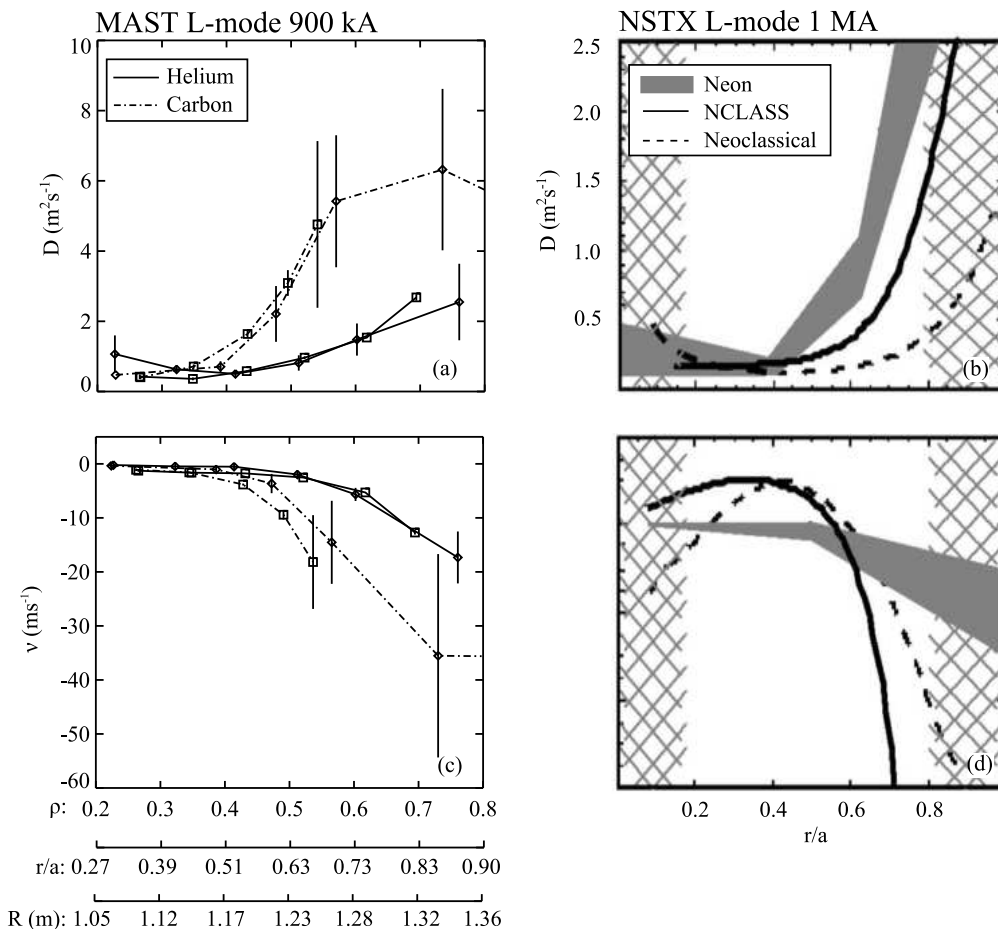 MAST L-mode 900 kA
NSTX L-mode 1 MA
10
8
6
4
2
0
D (m²s⁻¹)
Helium
Carbon
(a)
2.5
2.0
1.5
1.0
0.5
D (m²s⁻¹)
Neon
NCLASS
Neoclassical
(b)
0
-10
-20
-30
-40
-50
-60
v (ms⁻¹)
(c)
ρ: 0.2 0.3 0.4 0.5 0.6 0.7 0.8
r/a: 0.27 0.39 0.51 0.63 0.73 0.83 0.90
R (m): 1.05 1.12 1.17 1.23 1.28 1.32 1.36
(d)
0.2 0.4 0.6 0.8
r/a